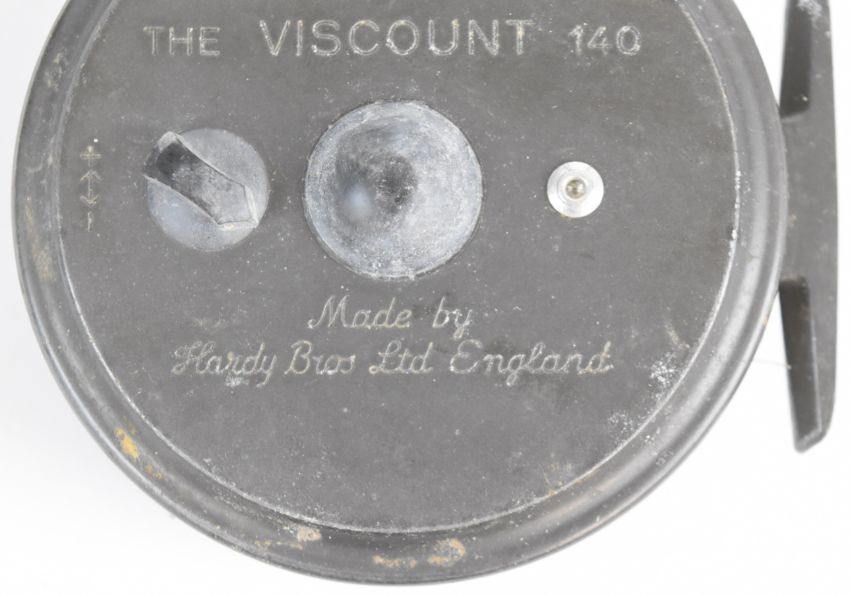 THE VISCOUNT 140
Made by
Hardy Bros Ltd England